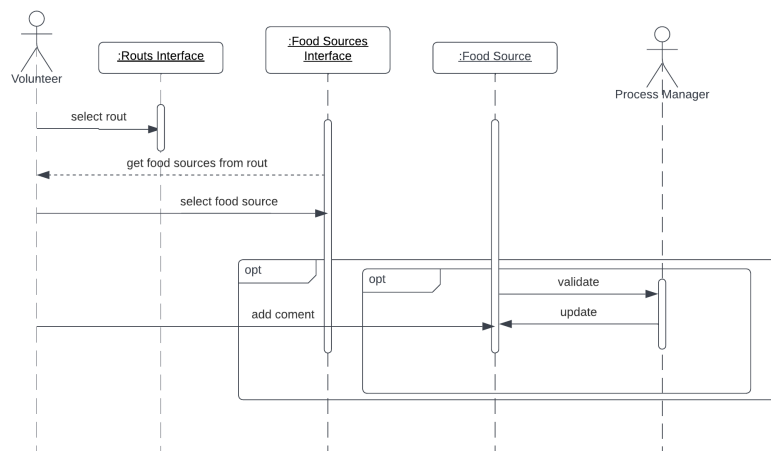 Volunteer
:Routs Interface
:Food Sources
Interface
:Food Source
Process Manager
select rout
get food sources from rout
select food source
opt
opt
validate
update
add coment